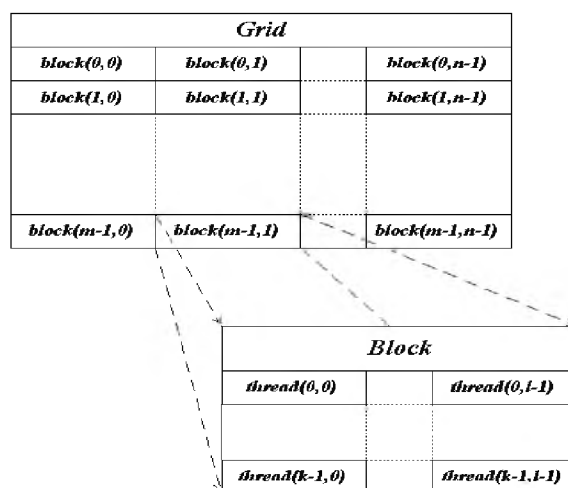 Grid
block(0,0) block(0,1) block(0,n-1)
block(1,0) block(1,1) block(1,n-1)
block(m-1,0) block(m-1,1) block(m-1,n-1)
Block
thread(0,0) thread(0,l-1)
thread(k-1,0) thread(k-1,l-1)